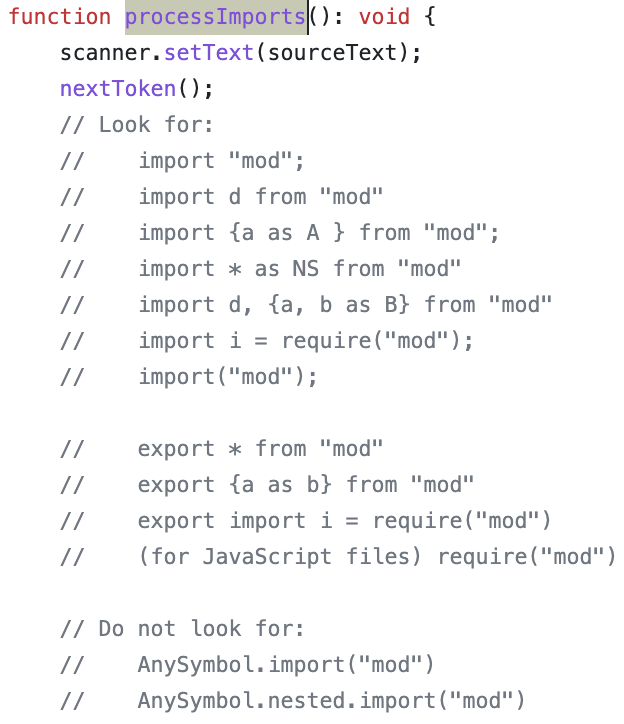 function processImports(): void {
    scanner.setText(sourceText);
    nextToken();
    // Look for:
    //    import "mod";
    //    import d from "mod"
    //    import {a as A } from "mod";
    //    import * as NS from "mod"
    //    import d, {a, b as B} from "mod"
    //    import i = require("mod");
    //    import("mod");

    //    export * from "mod"
    //    export {a as b} from "mod"
    //    export import i = require("mod")
    //    (for JavaScript files) require("mod")

    // Do not look for:
    //    AnySymbol.import("mod")
    //    AnySymbol.nested.import("mod")